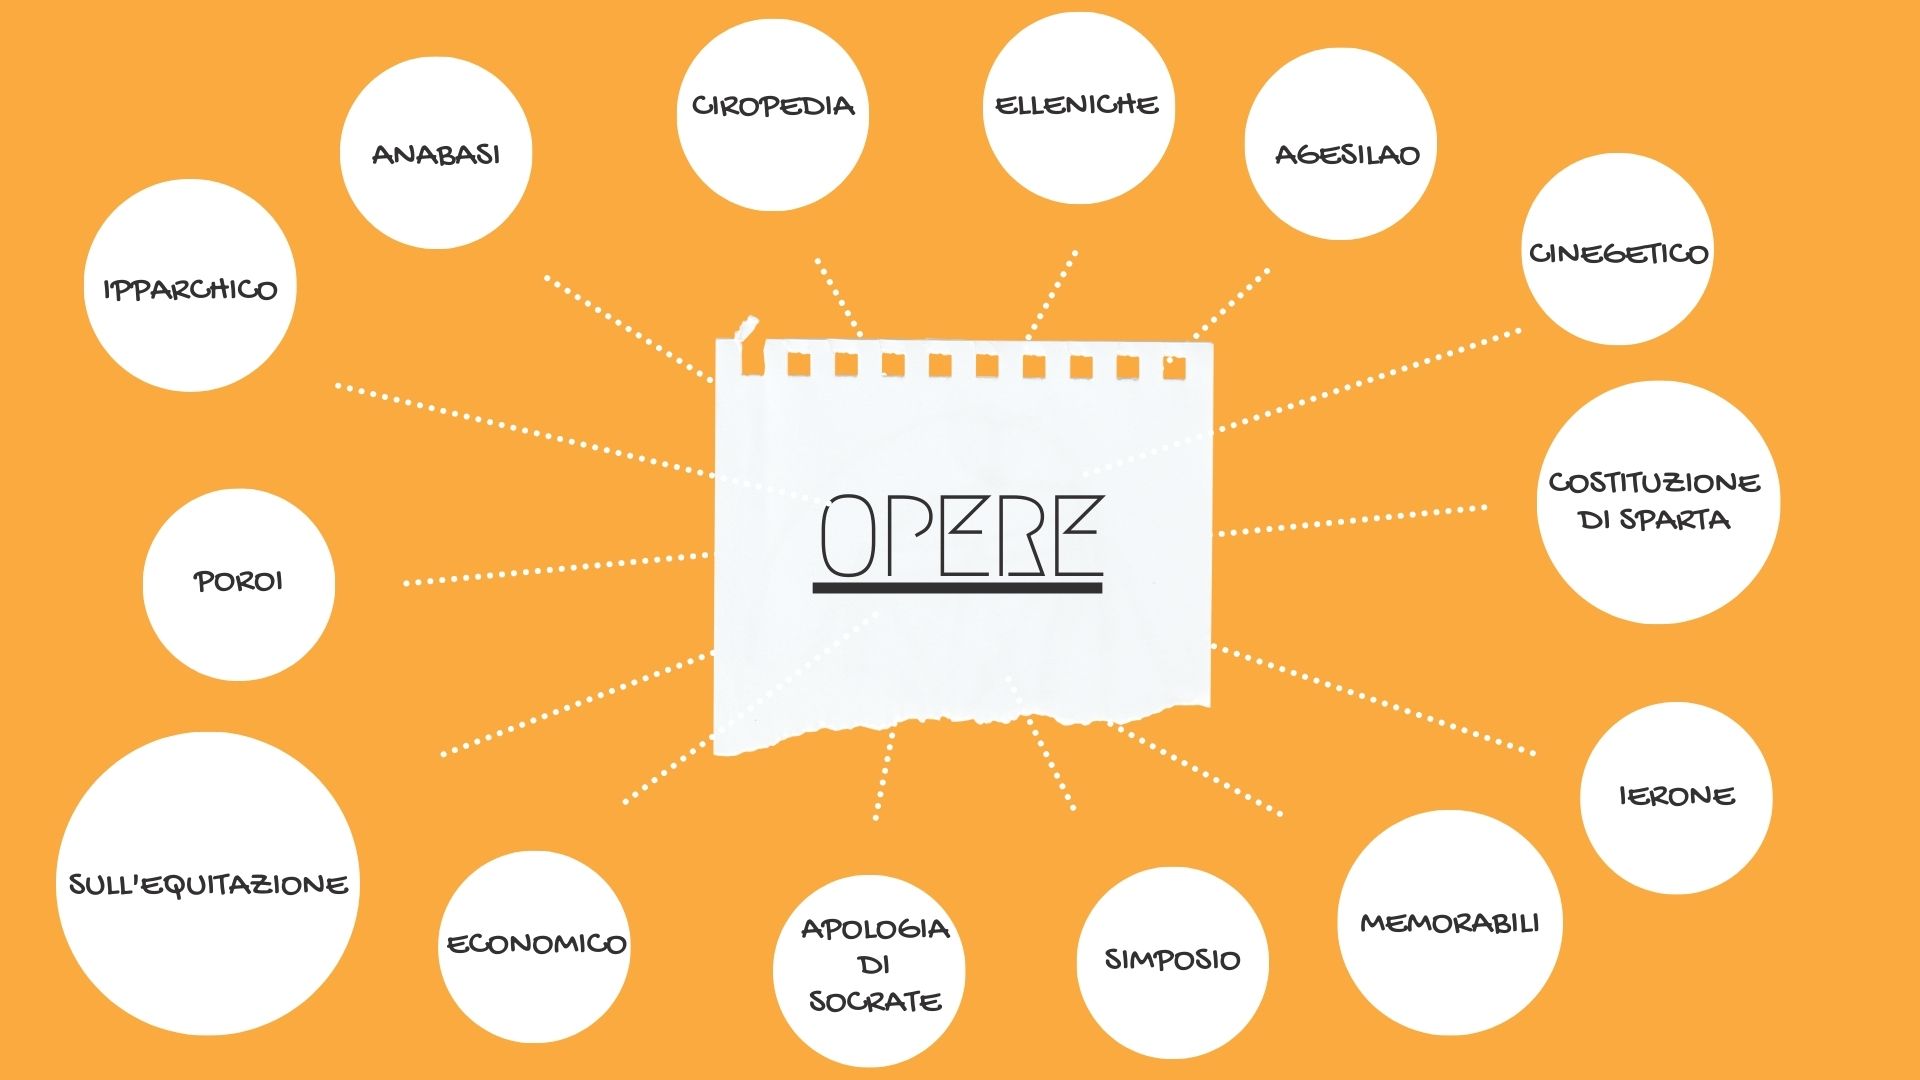 CIROPEDIA
ELLENICHE
ANABASI
AGESILAO
CINEGETICO
IPPARCHICO
COSTITUZIONE
DI SPARTA
OPERE
POROI
IERONE
SULL'EQUITAZIONE
ECONOMICO
APOLOGIA
DI
SOCRATE
SIMPOSIO
MEMORABILI